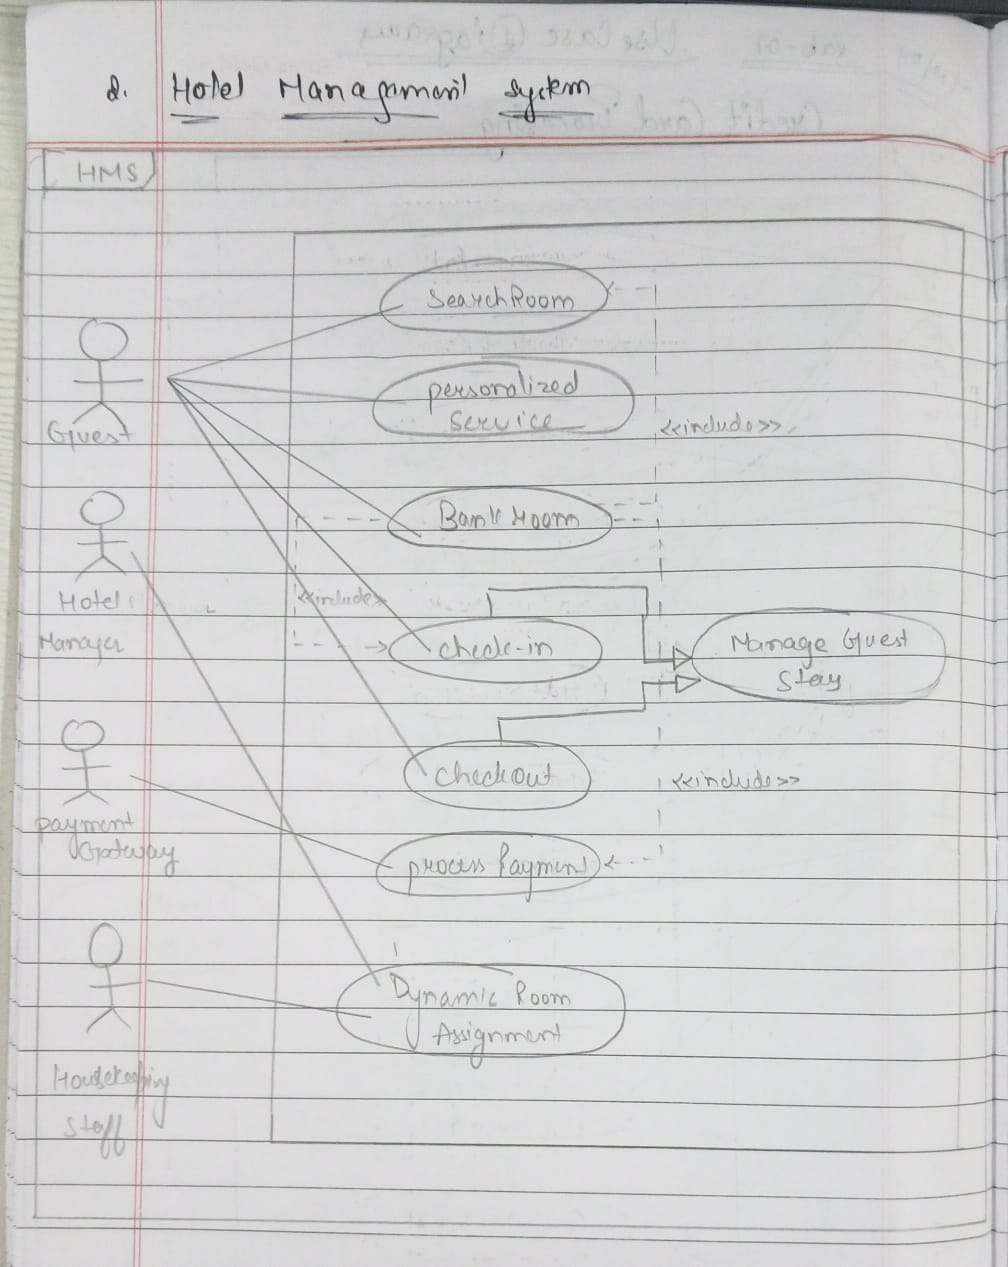 2. Hotel Management System
HMS
Search Room
personalized
Service
Guest
<<include>>
Bank Room
Hotel
Manager
<<include>>
check-in
Manage Guest
Stay
checkout
<<include>>
payment
Gateway
process Payment
Dynamic Room
Assignment
Housekeeping
Staff